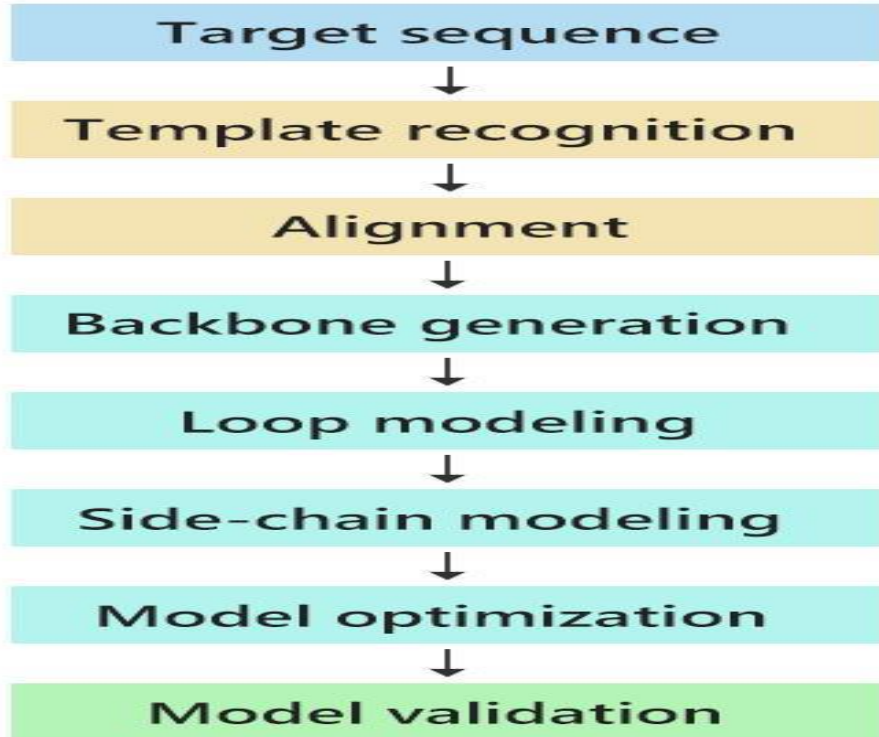 Target sequence
Template recognition
Alignment
Backbone generation
Loop modeling
Side-chain modeling
Model optimization
Model validation